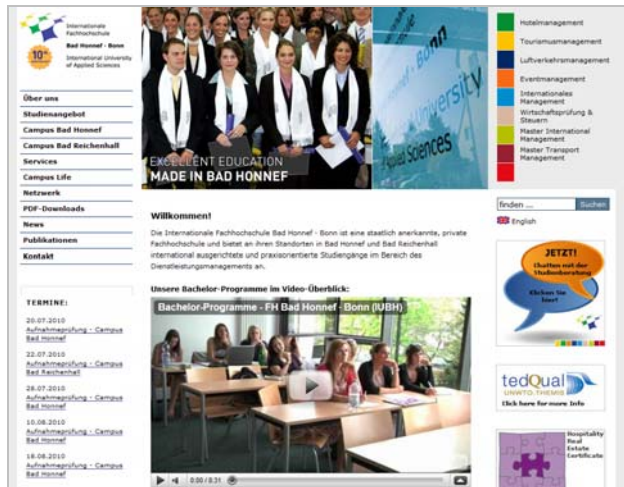 Internationale
Fachhochschule
Bad Honnef - Bonn
International University
of Applied Sciences
10
Über uns
Studienangebot
Campus Bad Honnef
Campus Bad Reichenhall
Services
Campus Life
Netzwerk
PDF-Downloads
News
Publikationen
Kontakt
TERMINE:
20.07.2010
Aufnahmeprüfung - Campus
Bad Honnef
22.07.2010
Aufnahmeprüfung - Campus
Bad Reichenhall
28.07.2010
Aufnahmeprüfung - Campus
Bad Honnef
10.08.2010
Aufnahmeprüfung - Campus
Bad Honnef
18.08.2010
Aufnahmeprüfung - Campus
Bad Honnef
EXCELLENT EDUCATION
MADE IN BAD HONNEF
Bonn
University
Applied Sciences
Willkommen!
Die Internationale Fachhochschule Bad Honnef - Bonn ist eine staatlich anerkannte, private
Fachhochschule und bietet an ihren Standorten in Bad Honnef und Bad Reichenhall
international ausgerichtete und praxisorientierte Studiengänge im Bereich des
Dienstleistungsmanagements an.
Unsere Bachelor-Programme im Video-Überblick:
Bachelor-Programme - FH Bad Honnef - Bonn (IUBH)
0:00 / 8:31
Hotelmanagement
Tourismusmanagement
Luftverkehrsmanagement
Eventmanagement
Internationales
Management
Wirtschaftsprüfung &
Steuern
Master International
Management
Master Transport
Management
finden ...
Suchen
English
JETZT!
Chatten mit der
Studienberatung
Klicken Sie
hier!
tedQual
UNWTO.THEMIS
Click here for more Info
Hospitality
Real
Estate
Certificate